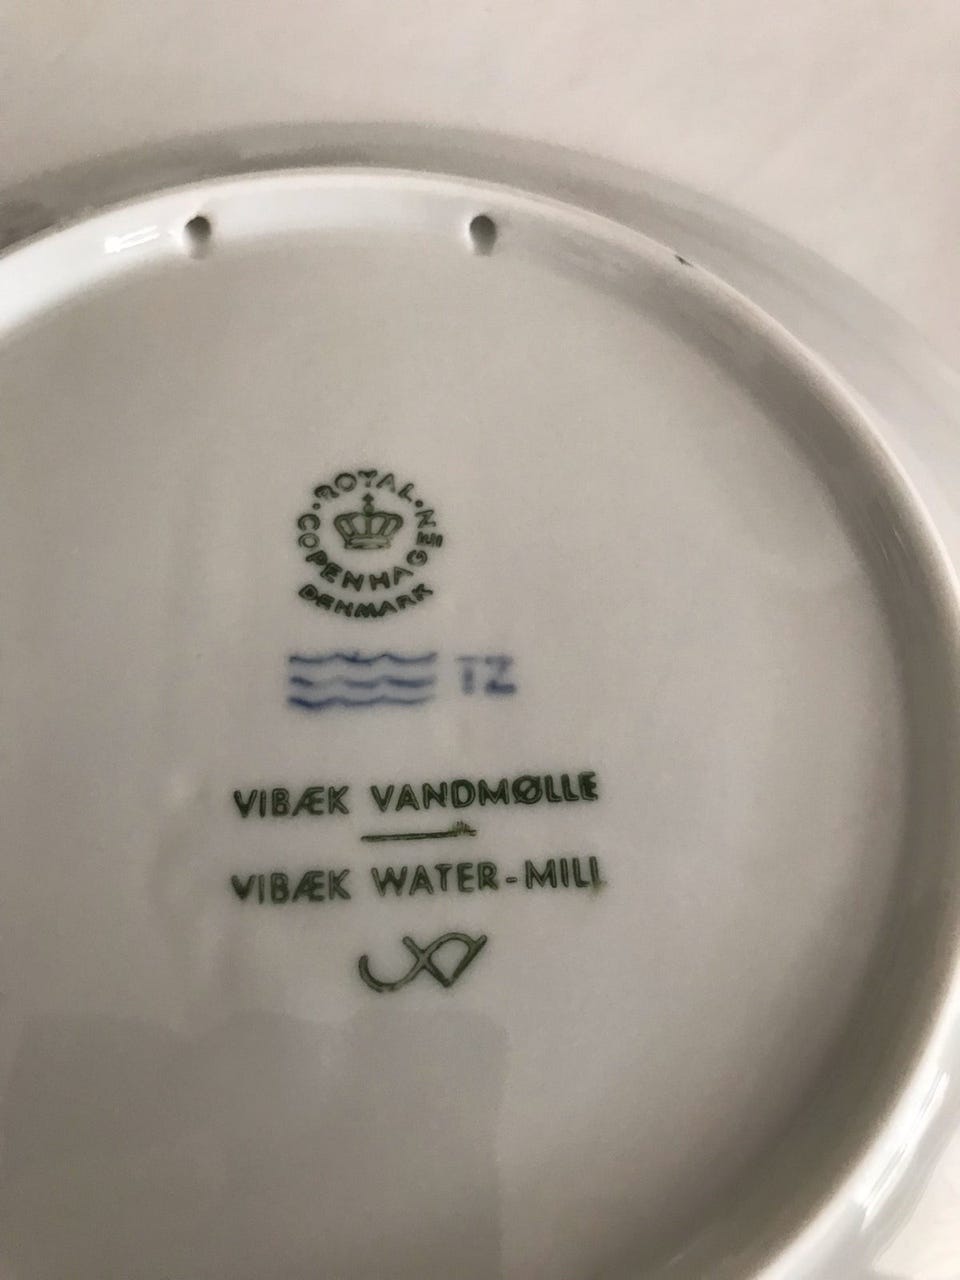 ROYAL
COPENHAGEN
DENMARK
TZ
VIBÆK VANDMØLLE
VIBÆK WATER-MILL